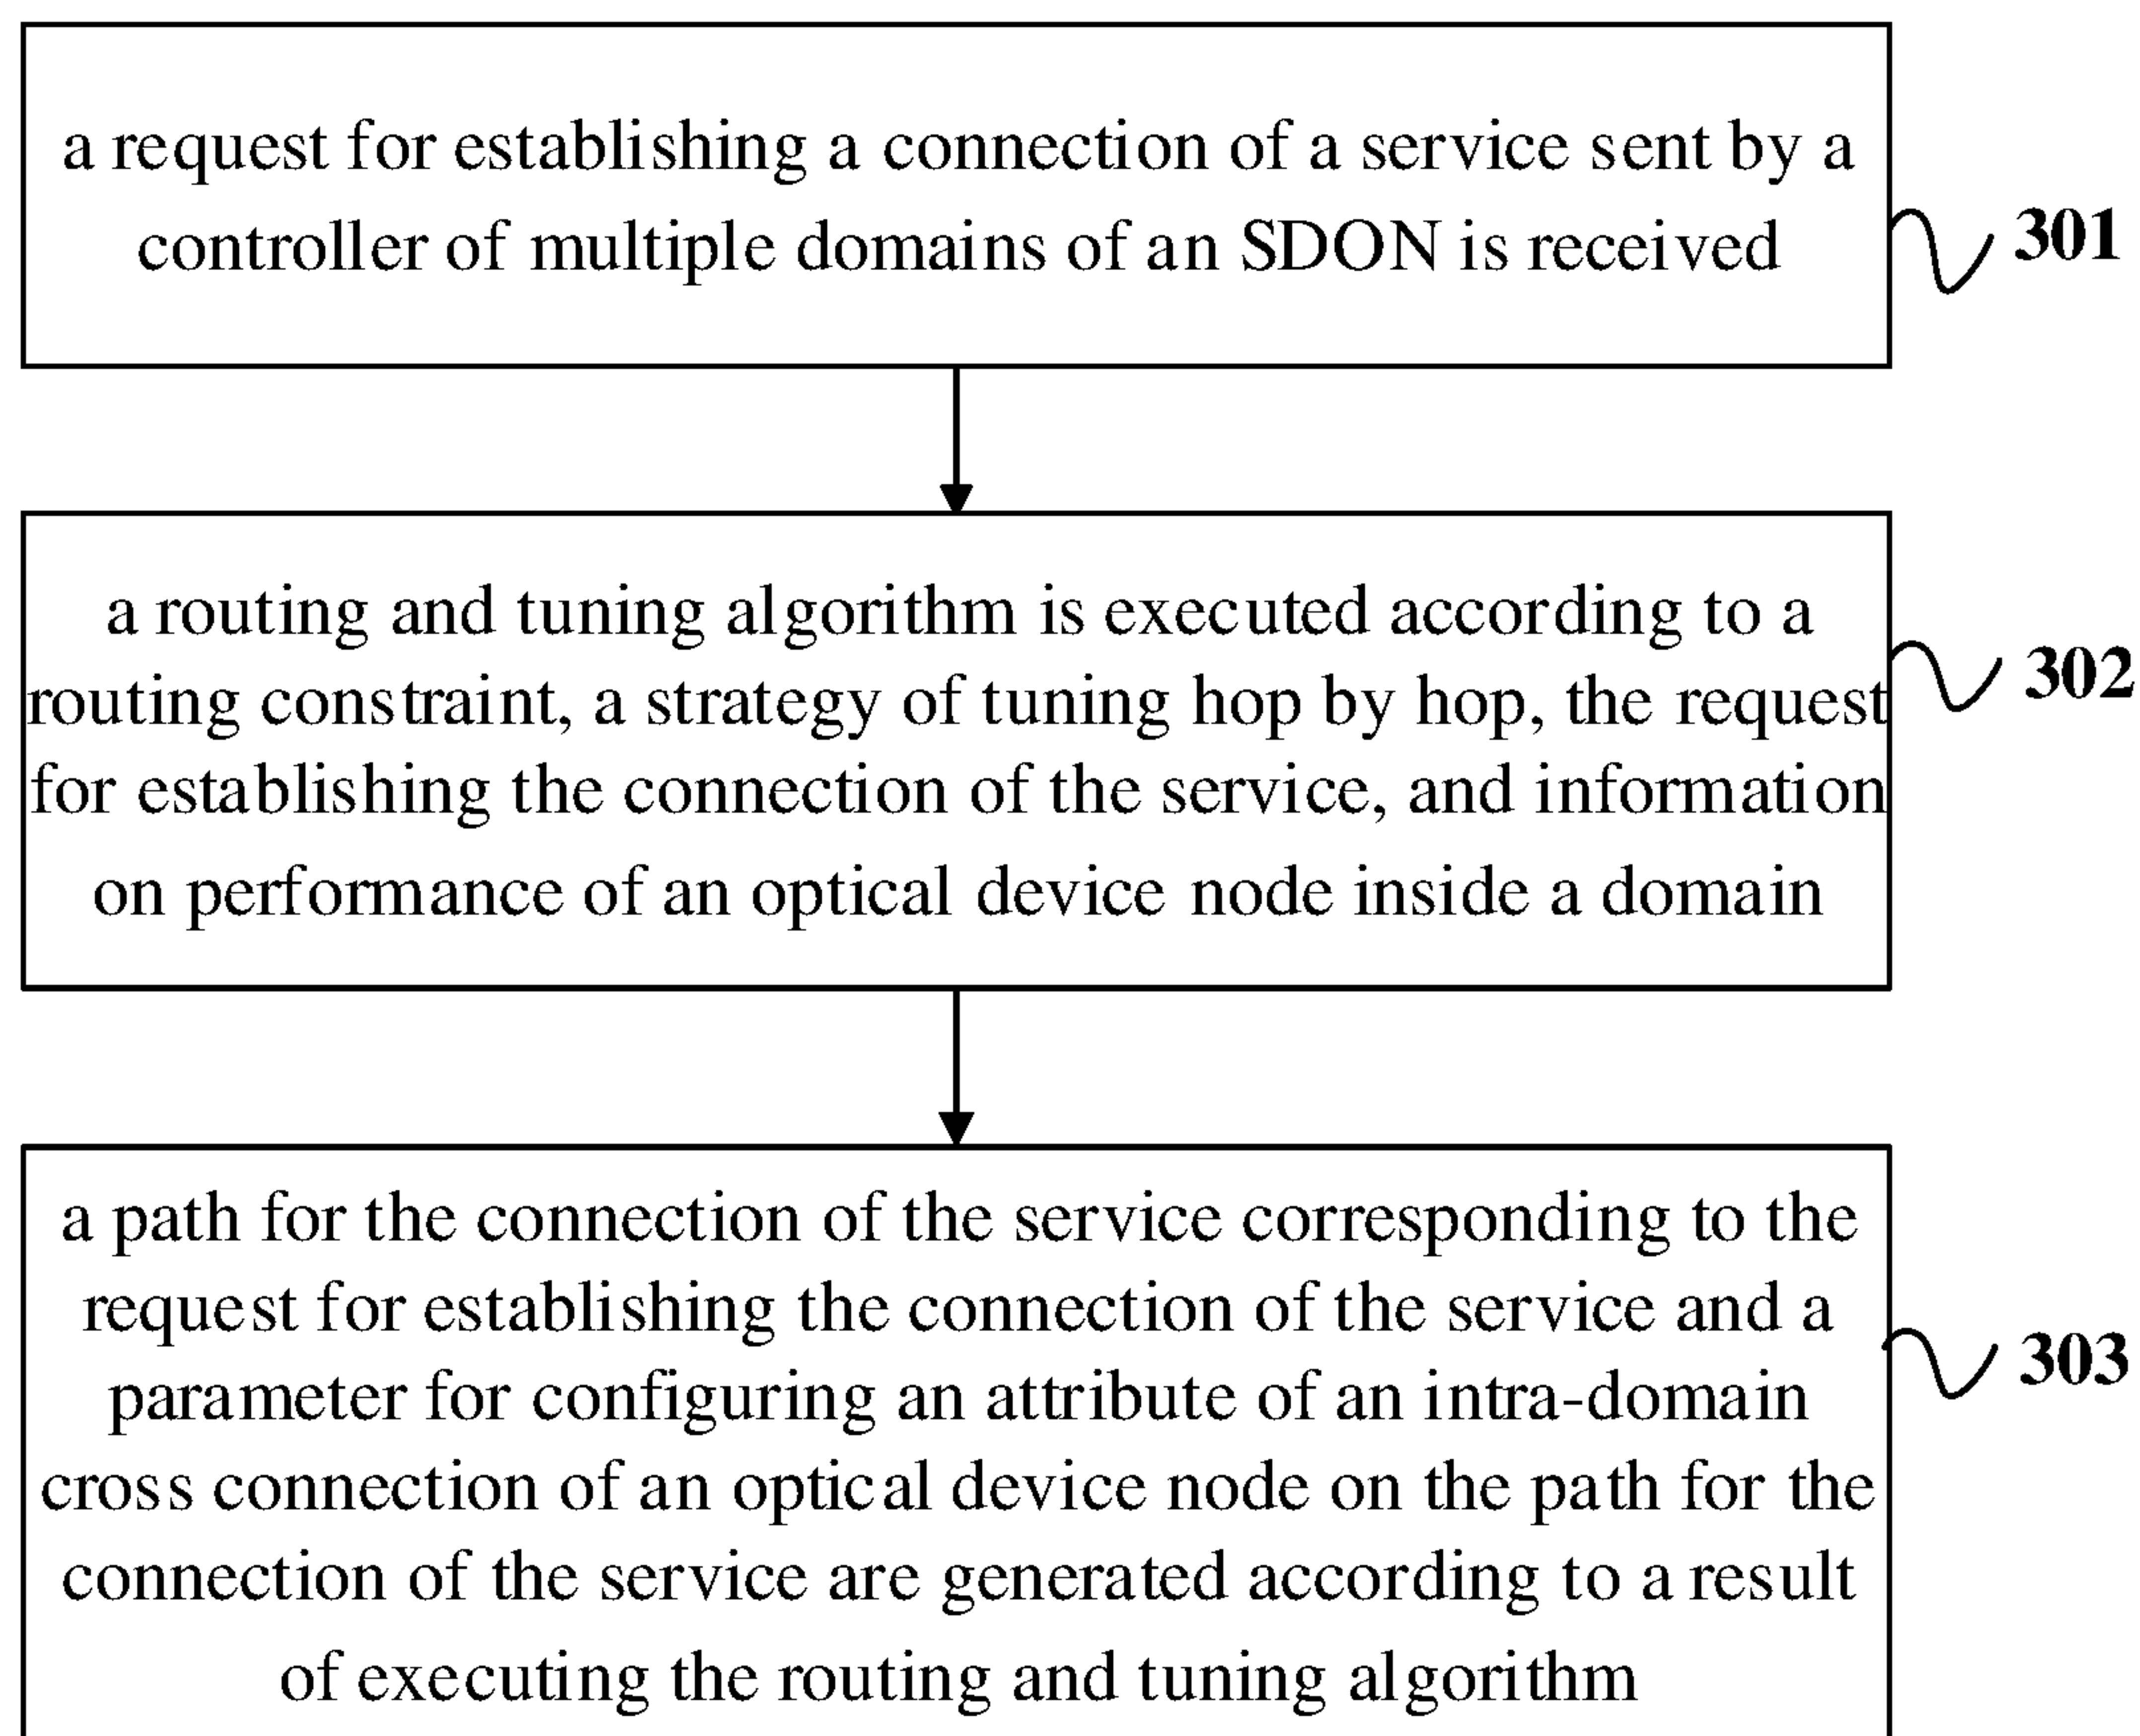 a request for establishing a connection of a service sent by a
controller of multiple domains of an SDON is received
301
a routing and tuning algorithm is executed according to a
routing constraint, a strategy of tuning hop by hop, the request
for establishing the connection of the service, and information
on performance of an optical device node inside a domain
302
a path for the connection of the service corresponding to the
request for establishing the connection of the service and a
parameter for configuring an attribute of an intra-domain
cross connection of an optical device node on the path for the
connection of the service are generated according to a result
of executing the routing and tuning algorithm
303